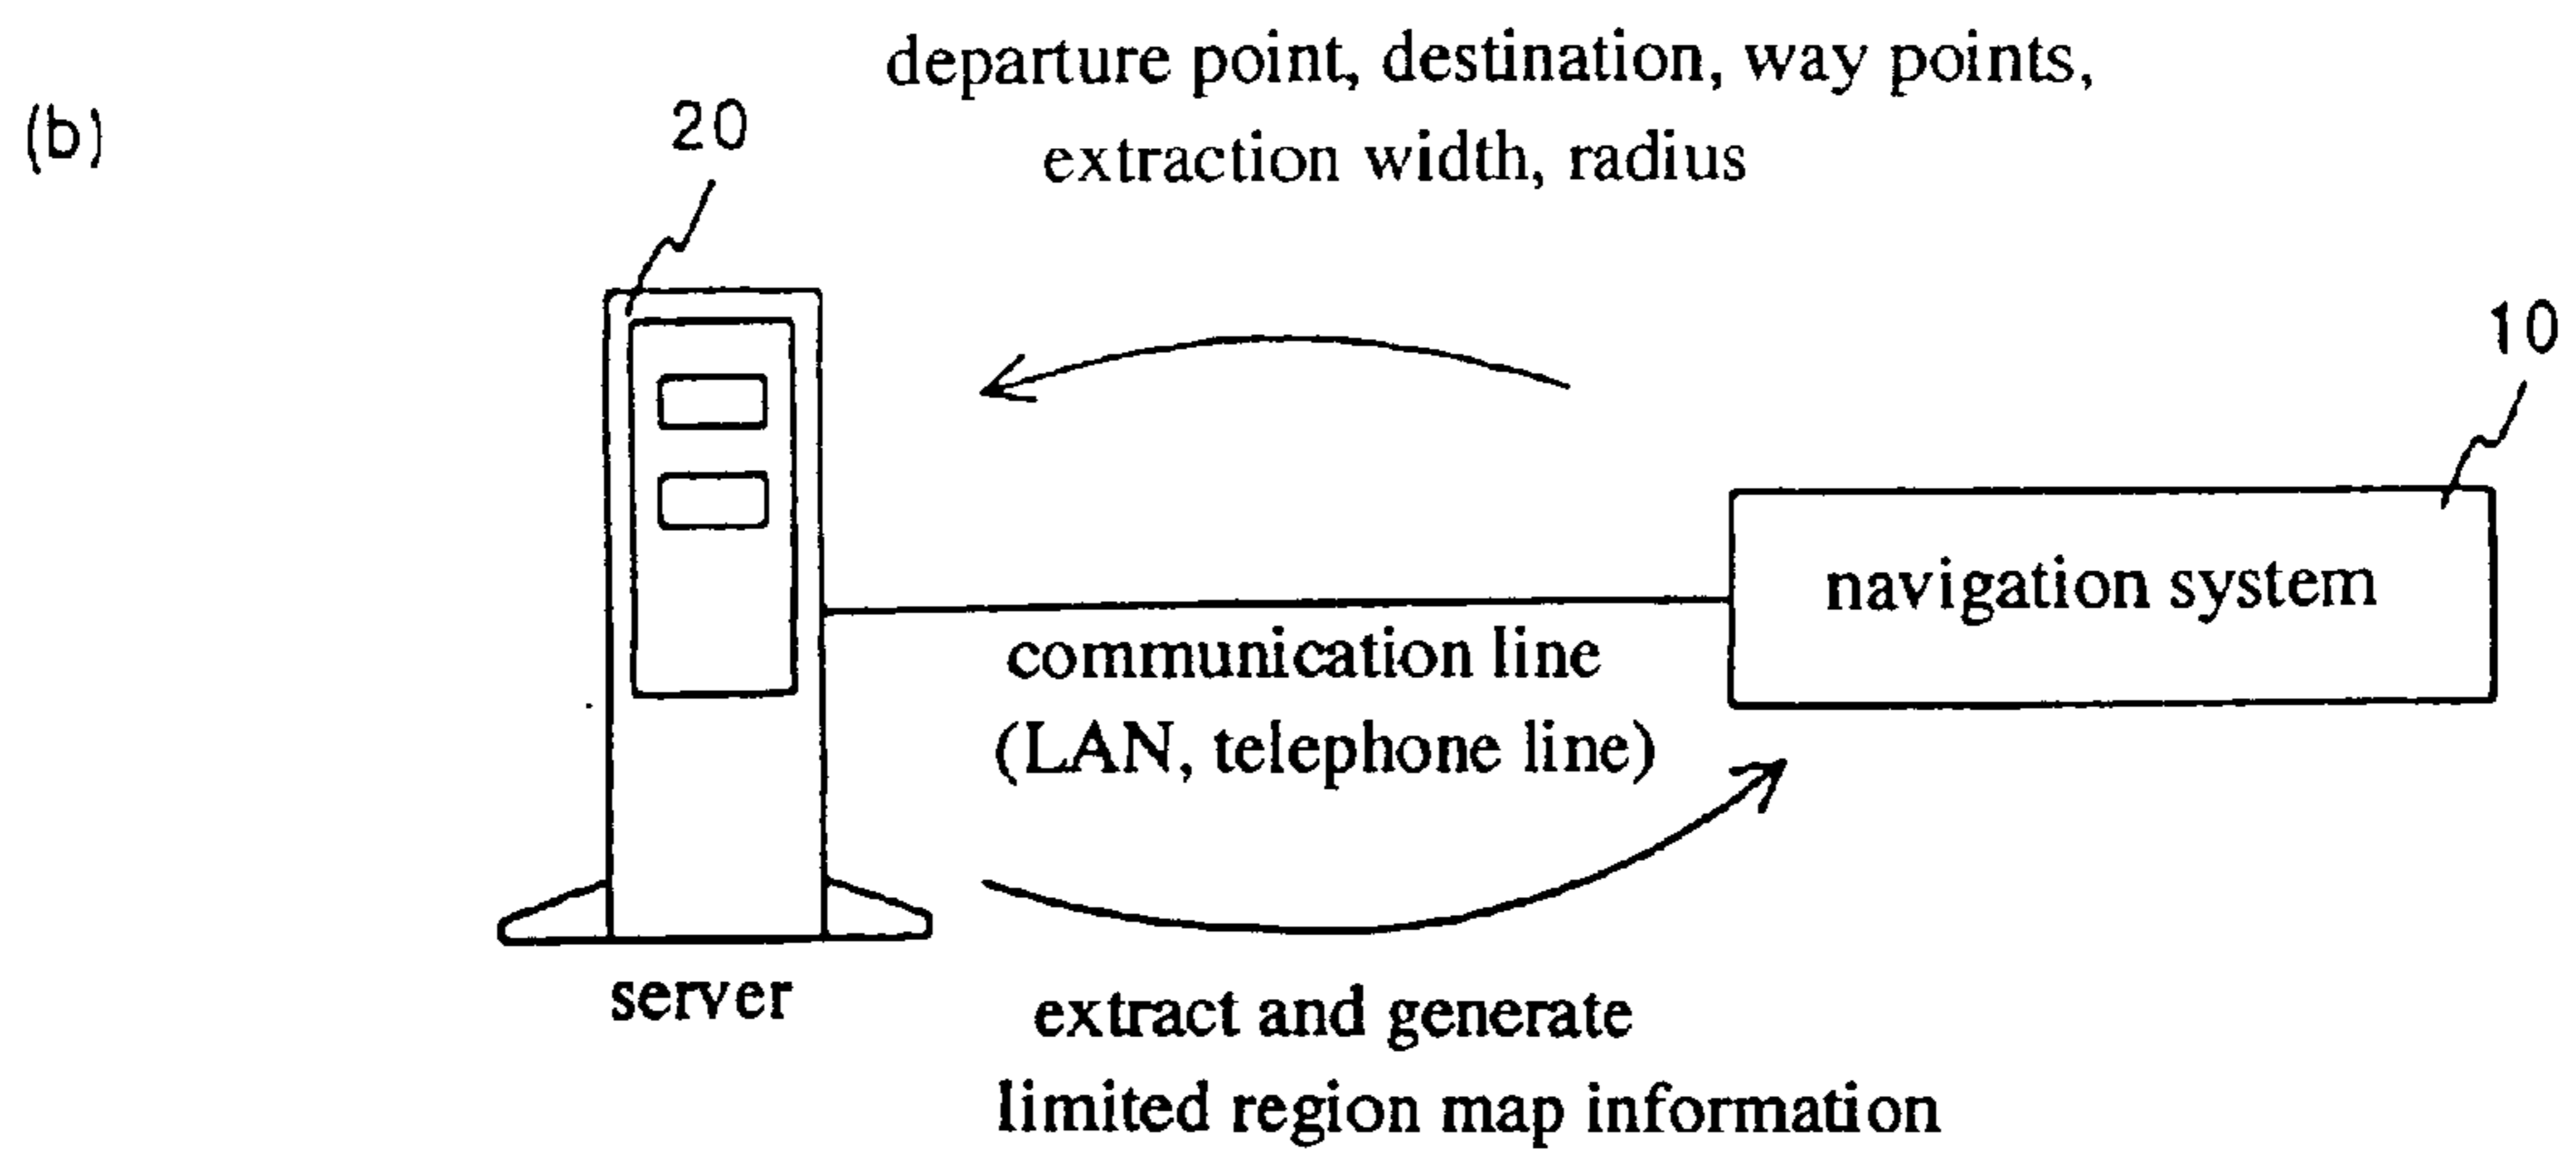 (b)
departure point, destination, way points,
extraction width, radius
20
10
navigation system
communication line
(LAN, telephone line)
server
extract and generate
limited region map information